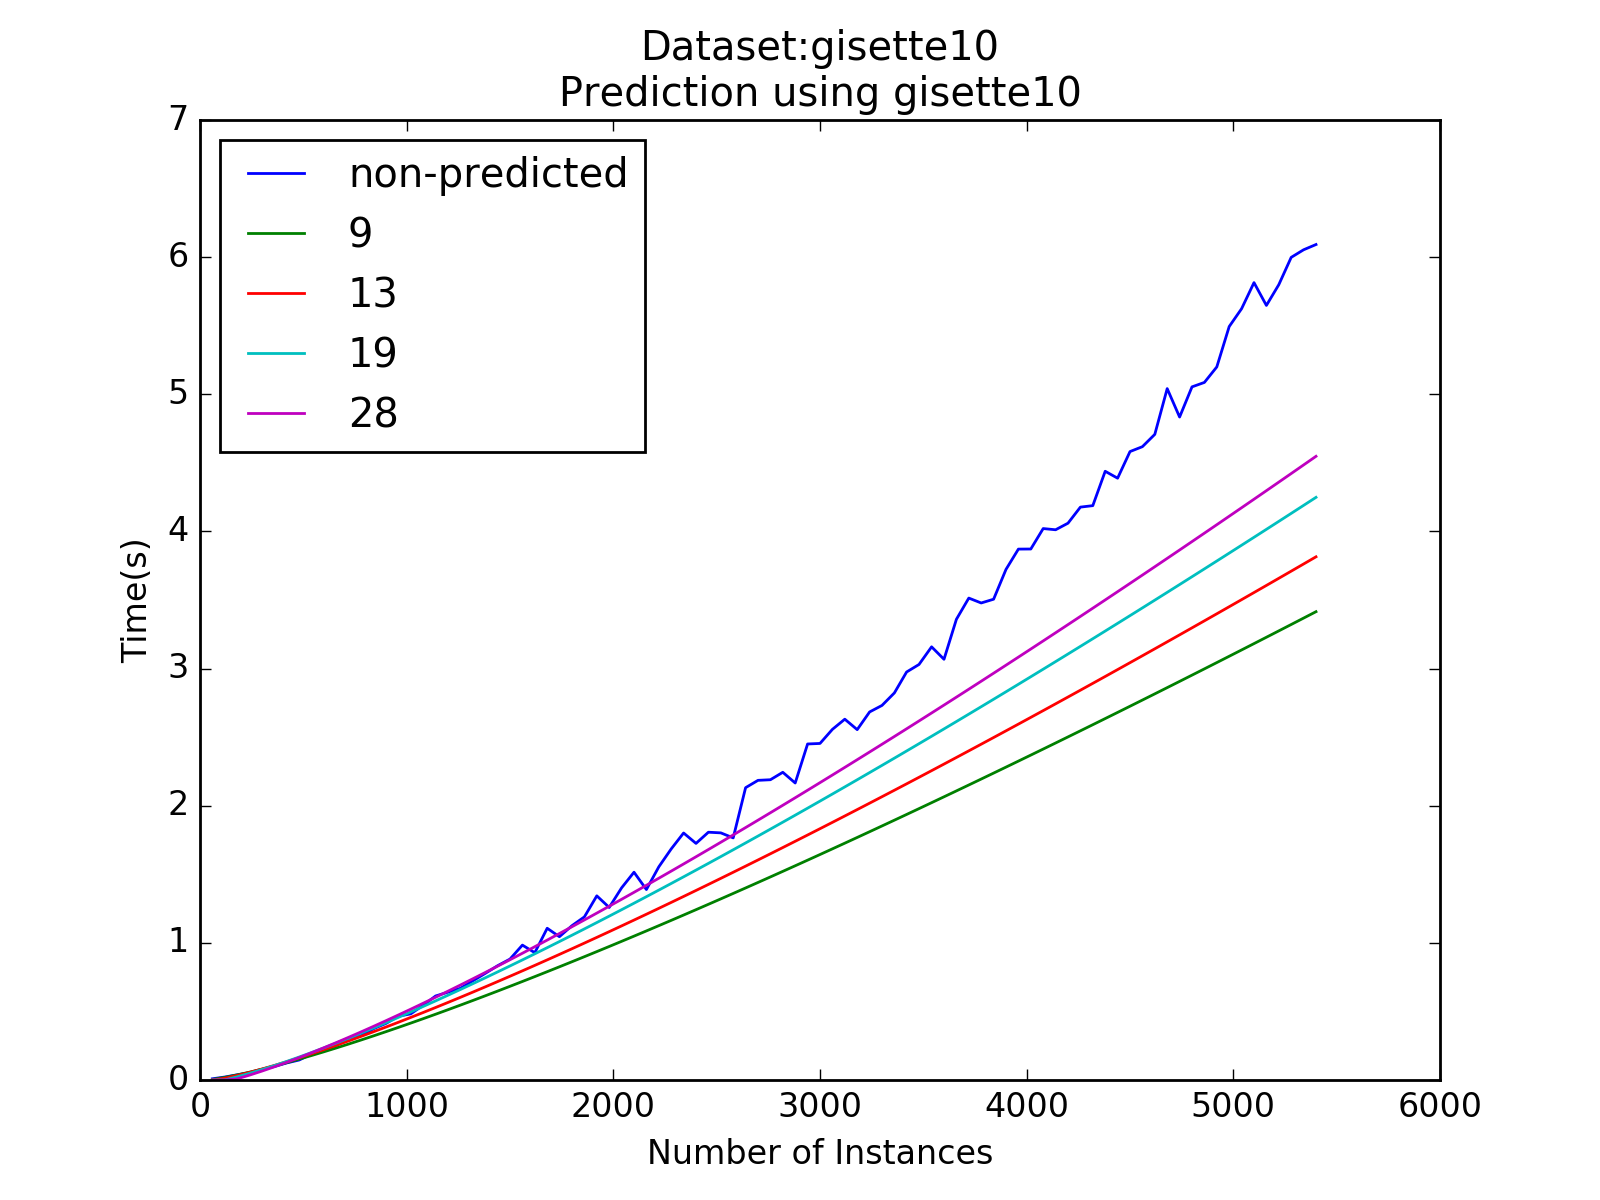 Dataset:gisette10
Prediction using gisette10
7
6
5
4
3
2
1
0
Time(s)
non-predicted
9
13
19
28
0 1000 2000 3000 4000 5000 6000
Number of Instances